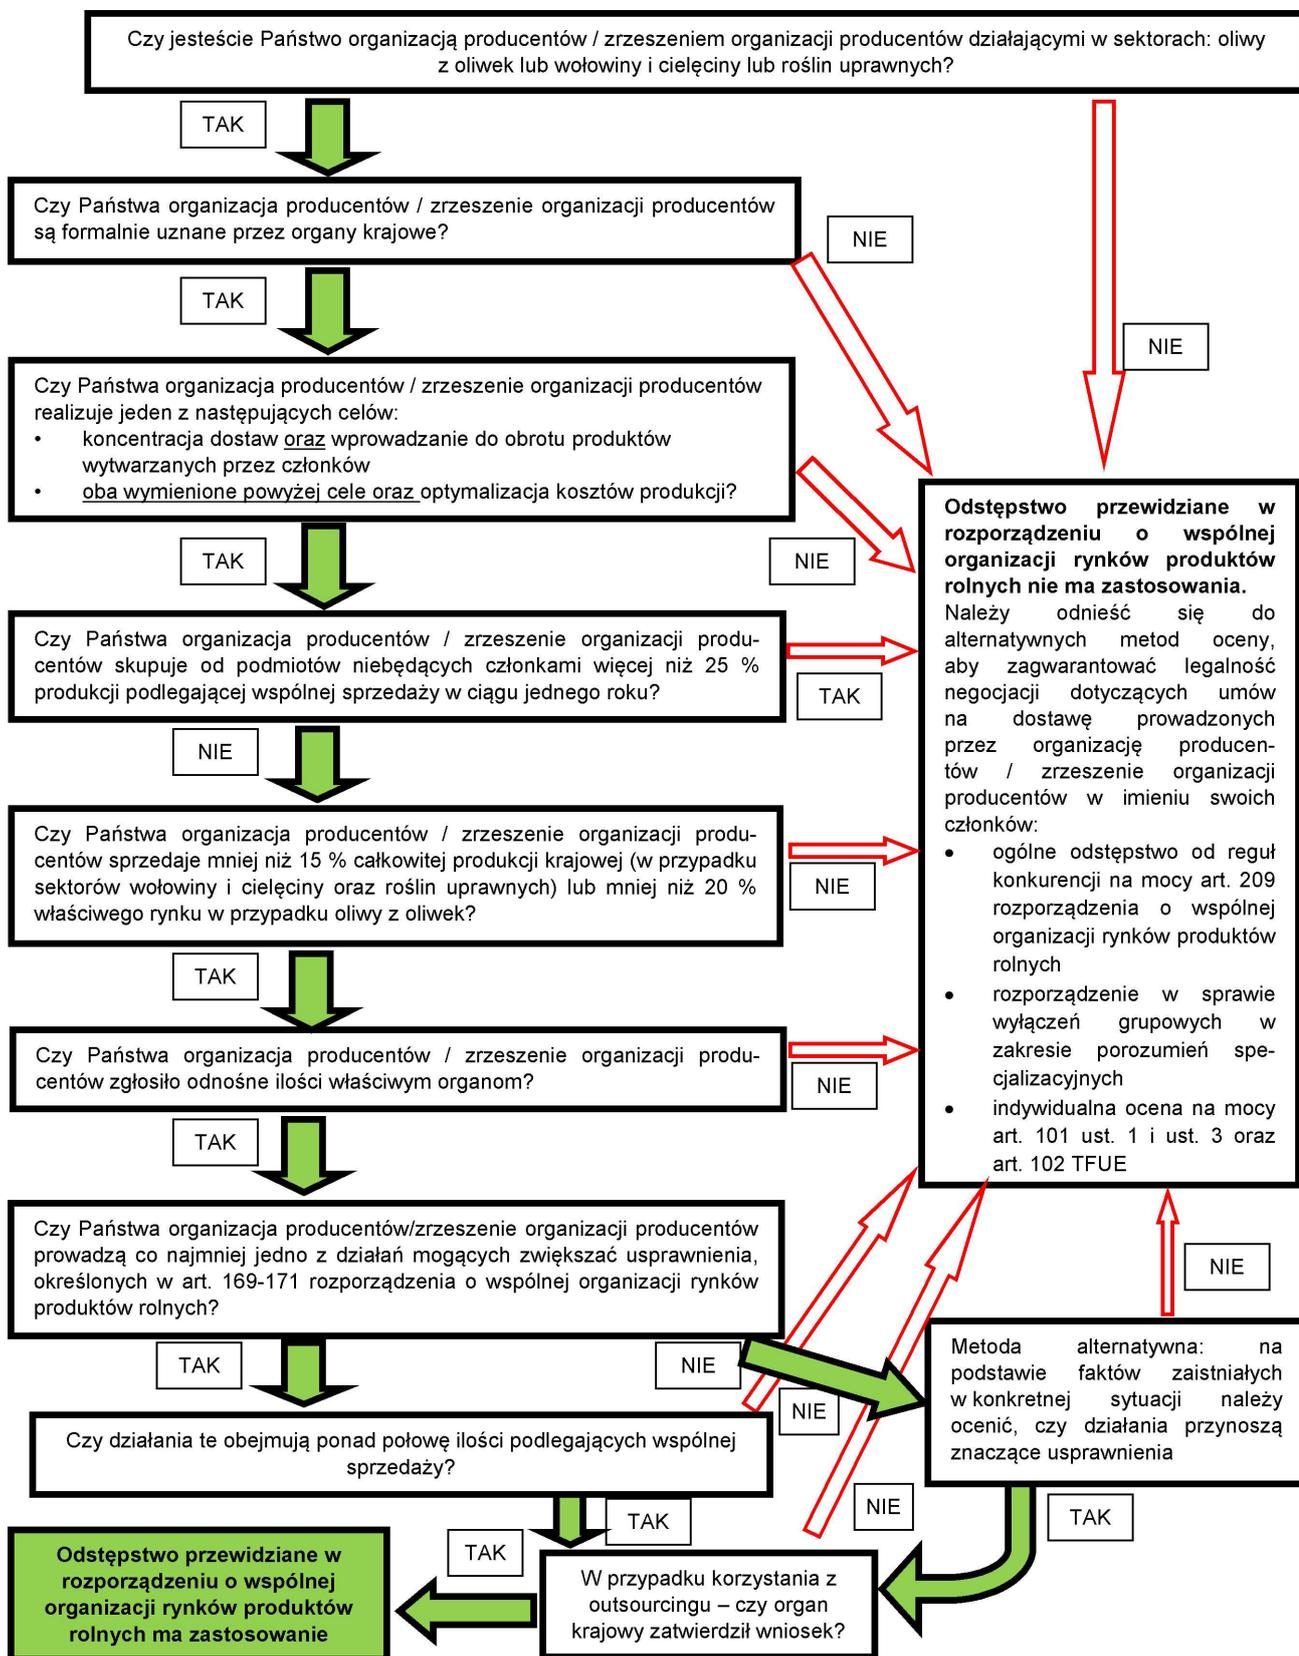 Czy jesteście Państwo organizacją producentów / zrzeszeniem organizacji producentów działającymi w sektorach: oliwy
z oliwek lub wołowiny i cielęciny lub roślin uprawnych?
TAK
NIE
Czy Państwa organizacja producentów / zrzeszenie organizacji producentów
są formalnie uznane przez organy krajowe?
NIE
TAK
Czy Państwa organizacja producentów / zrzeszenie organizacji producentów
realizuje jeden z następujących celów:
• koncentracja dostaw oraz wprowadzanie do obrotu produktów
wytwarzanych przez członków
• oba wymienione powyżej cele oraz optymalizacja kosztów produkcji?
TAK
NIE
Czy Państwa organizacja producentów / zrzeszenie organizacji produ-
centów skupuje od podmiotów niebędących członkami więcej niż 25 %
produkcji podlegającej wspólnej sprzedaży w ciągu jednego roku?
TAK
NIE
Czy Państwa organizacja producentów / zrzeszenie organizacji produ-
centów sprzedaje mniej niż 15 % całkowitej produkcji krajowej (w przypadku
sektorów wołowiny i cielęciny oraz roślin uprawnych) lub mniej niż 20 %
właściwego rynku w przypadku oliwy z oliwek?
NIE
TAK
Czy Państwa organizacja producentów / zrzeszenie organizacji produ-
centów zgłosiło odnośne ilości właściwym organom?
NIE
TAK
Czy Państwa organizacja producentów/zrzeszenie organizacji producentów
prowadzą co najmniej jedno z działań mogących zwiększać usprawnienia,
określonych w art. 169-171 rozporządzenia o wspólnej organizacji rynków
produktów rolnych?
TAK
NIE
Czy działania te obejmują ponad połowę ilości podlegających wspólnej
sprzedaży?
NIE
TAK
W przypadku korzystania z
outsourcingu – czy organ
krajowy zatwierdził wniosek?
NIE
TAK
Odstępstwo przewidziane w
rozporządzeniu o wspólnej
organizacji rynków produktów
rolnych ma zastosowanie
Odstępstwo przewidziane w
rozporządzeniu o wspólnej
organizacji rynków produktów
rolnych nie ma zastosowania.
Należy odnieść się do
alternatywnych metod oceny,
aby zagwarantować legalność
negocjacji dotyczących umów
na dostawę prowadzonych
przez organizację producen-
tów / zrzeszenie organizacji
producentów w imieniu swoich
członków:
• ogólne odstępstwo od reguł
konkurencji na mocy art. 209
rozporządzenia o wspólnej
organizacji rynków produktów
rolnych
• rozporządzenie w sprawie
wyłączeń grupowych w
zakresie porozumień spe-
cjalizacyjnych
• indywidualna ocena na mocy
art. 101 ust. 1 i ust. 3 oraz
art. 102 TFUE
NIE
Metoda alternatywna: na
podstawie faktów zaistniałych
w konkretnej sytuacji należy
ocenić, czy działania przynoszą
znaczące usprawnienia
TAK